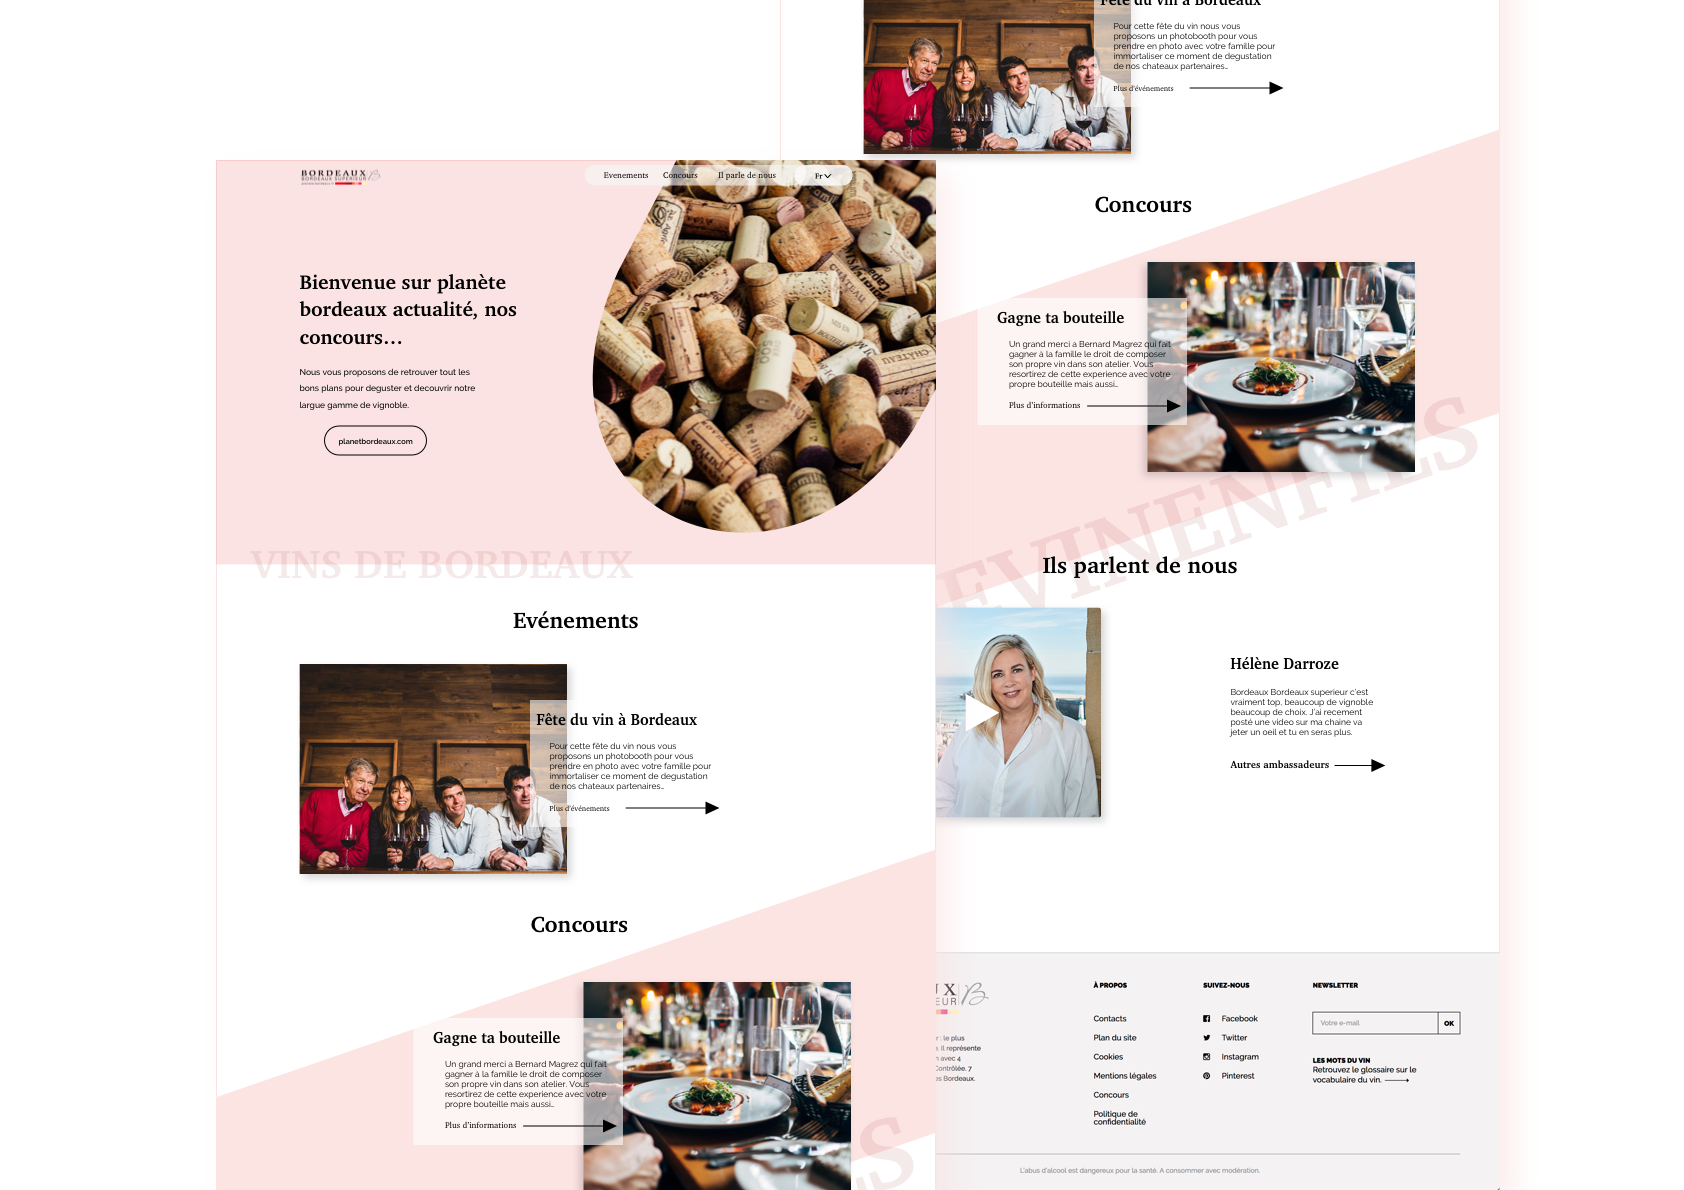 BORDEAUX
BORDEAUX SUPERIEUR
Evenements
Concours
Il parle de nous
Fr
Bienvenue sur planète
bordeaux actualité, nos
concours...
Nous vous proposons de retrouver tout les
bons plans pour deguster et decouvrir notre
largue gamme de vignoble.
planetbordeaux.com
VINS DE BORDEAUX
Evénements
Fête du vin à Bordeaux
Pour cette fête du vin nous vous
proposons un photobooth pour vous
prendre en photo avec votre famille pour
immortaliser ce moment de degustation
de nos chateaux partenaires...
Plus d'événements
Concours
Gagne ta bouteille
Un grand merci a Bernard Magrez qui fait
gagner à la famille le droit de composer
son propre vin dans son atelier. Vous
resortirez de cette experience avec votre
propre bouteille mais aussi...
Plus d'informations
S
Fête du vin à Bordeaux
Pour cette fête du vin nous vous
proposons un photobooth pour vous
prendre en photo avec votre famille pour
immortaliser ce moment de degustation
de nos chateaux partenaires...
Plus d'événements
Concours
Gagne ta bouteille
Un grand merci a Bernard Magrez qui fait
gagner à la famille le droit de composer
son propre vin dans son atelier. Vous
resortirez de cette experience avec votre
propre bouteille mais aussi...
Plus d'informations
EVINENFILS
Ils parlent de nous
Hélène Darroze
Bordeaux Bordeaux superieur c'est
vraiment top, beaucoup de vignoble
beaucoup de choix. J'ai recement
posté une video sur ma chaine va
jeter un oeil et tu en seras plus.
Autres ambassadeurs
UX
EUR
r : le plus
. Il représente
n avec 4
Contrôlée. 7
es Bordeaux.
À PROPOS
Contacts
Plan du site
Cookies
Mentions légales
Concours
Politique de
confidentialité
SUIVEZ-NOUS
Facebook
Twitter
Instagram
Pinterest
NEWSLETTER
Votre e-mail
OK
LES MOTS DU VIN
Retrouvez le glossaire sur le
vocabulaire du vin.
L'abus d'alcool est dangereux pour la santé. A consommer avec modération.